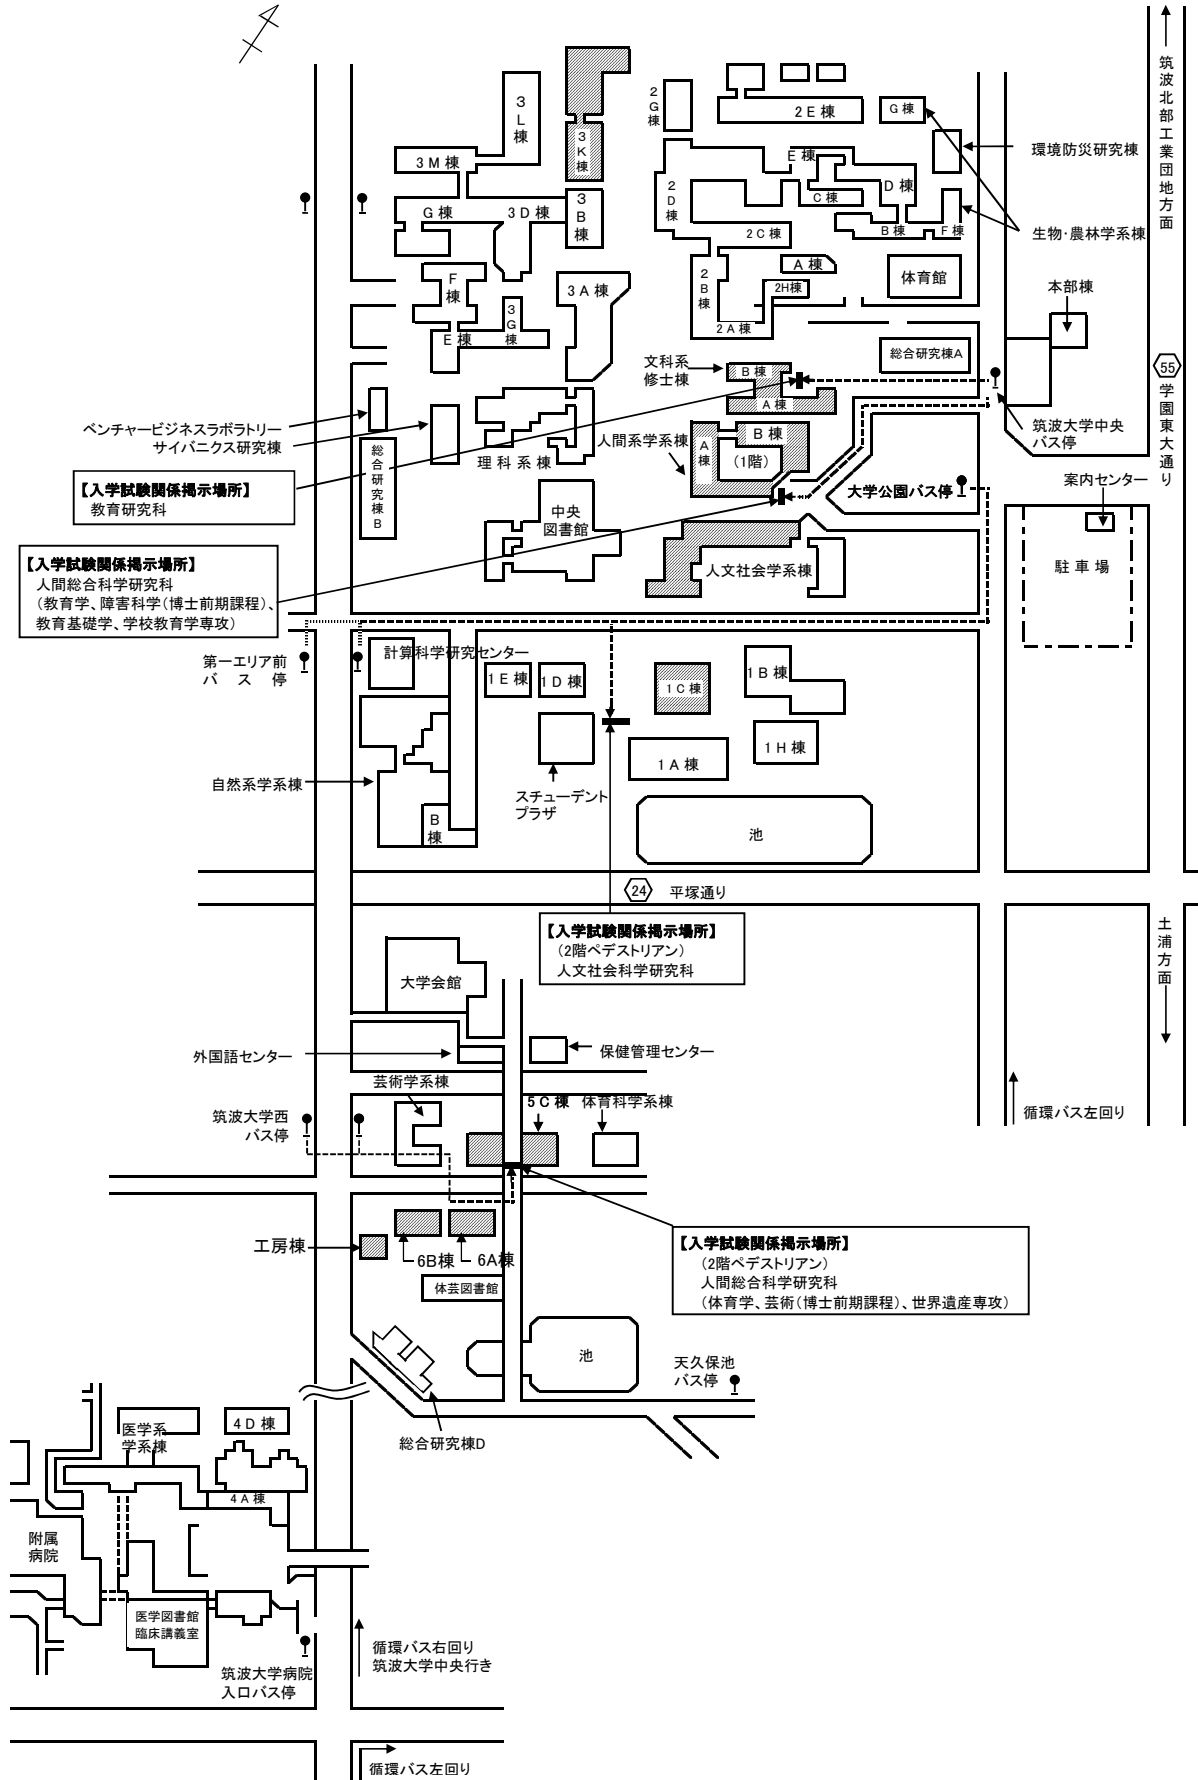 筑波北部工業団地方面
3L棟
3K棟
2G棟
2E棟
G棟
環境防災研究棟
3M棟
E棟
2D棟
D棟
C棟
3B棟
G棟
3D棟
2C棟
B棟
F棟
生物・農林学系棟
A棟
体育館
F棟
3A棟
2B棟
2H棟
本部棟
3G棟
E棟
2A棟
文科系
修士棟
B棟
総合研究棟A
55
学園東大通り
A棟
筑波大学中央
バス停
ベンチャービジネスラボラトリー
サイバニクス研究棟
総合研究棟B
理科系棟
人間系学系棟
A棟
B棟
(1階)
案内センター
【入学試験関係掲示場所】
教育研究科
大学公園バス停
中央
図書館
駐車場
【入学試験関係掲示場所】
人間総合科学研究科
(教育学、障害科学(博士前期課程)、
教育基礎学、学校教育学専攻)
人文社会学系棟
第一エリア前
バス停
計算科学研究センター
1E棟
1D棟
1C棟
1B棟
1H棟
1A棟
自然系学系棟
スチューデント
プラザ
B棟
池
24
平塚通り
【入学試験関係掲示場所】
(2階ペデストリアン)
人文社会科学研究科
土浦方面
大学会館
外国語センター
保健管理センター
芸術学系棟
5C棟
体育科学系棟
循環バス左回り
筑波大学西
バス停
工房棟
6B棟
6A棟
【入学試験関係掲示場所】
(2階ペデストリアン)
人間総合科学研究科
(体育学、芸術(博士前期課程)、世界遺産専攻)
体芸図書館
池
天久保池
バス停
総合研究棟D
医学系
学系棟
4D棟
4A棟
附属
病院
医学図書館
臨床講義室
筑波大学病院
入口バス停
循環バス右回り
筑波大学中央行き
循環バス左回り